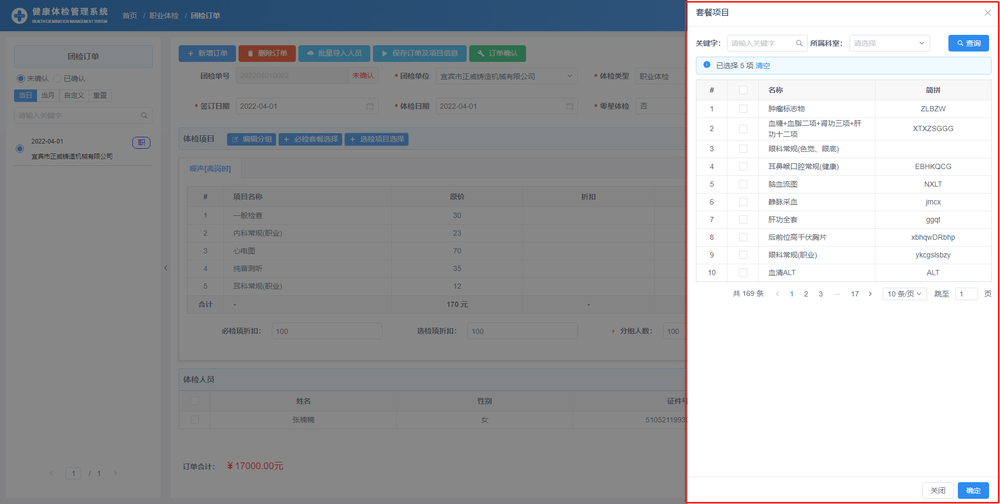 健康体检管理系统
HEALTH EXCMINATION MANAGEMENT SYATEM
首页 / 职业体检 / 团检订单
团检订单
未确认 已确认
当日 当月 自定义 重置
请输入关键字
2022-04-01
职
宜宾市正威铸造机械有限公司
1 / 1
新增订单 删除订单 批量导入人员 保存订单及项目信息 订单确认
团检单号 202204010002 未确认 * 团检单位 宜宾市正威铸造机械有限公司 * 体检类型 职业体检
* 签订日期 2022-04-01 * 体检日期 2022-04-01 * 零星体检 否
体检项目 编辑分组 必检套餐选择 选检项目选择
噪声[离岗时]
# 项目名称 原价 折扣
1 一般检查 30
2 内科常规(职业) 23
3 心电图 70
4 纯音测听 35
5 耳科常规(职业) 12
合计 - 170 元 -
必检项折扣： 100 选检项折扣： 100 * 分组人数： 100
体检人员
姓名 性别 证件号
张楠楠 女 5105211993
订单合计： ¥ 17000.00元
套餐项目
关键字： 请输入关键字 所属科室： 请选择 查询
已选择 5 项 清空
# 名称 简拼
1 肿瘤标志物 ZLBZW
2 血糖+血脂二项+肾功三项+肝功十二项 XTXZSGGG
3 眼科常规(色觉、眼底)
4 耳鼻喉口腔常规(健康) EBHKQCG
5 脑血流图 NXLT
6 静脉采血 jmcx
7 肝功全套 ggqt
8 后前位高千伏胸片 xbhqwDRbhp
9 眼科常规(职业) ykcgslsbzy
10 血清ALT ALT
共 169 条 1 2 3 ··· 17 10 条/页 跳至 1 页
关闭 确定